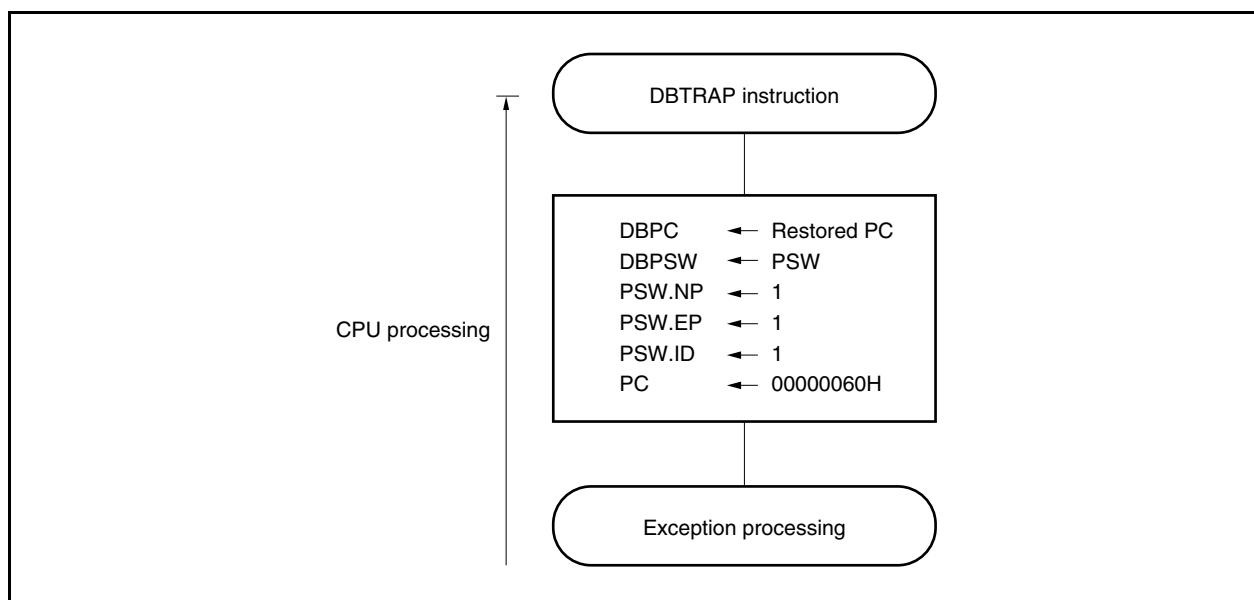 DBTRAP instruction
DBPC ← Restored PC
DBPSW ← PSW
PSW.NP ← 1
PSW.EP ← 1
PSW.ID ← 1
PC ← 00000060H
CPU processing
Exception processing